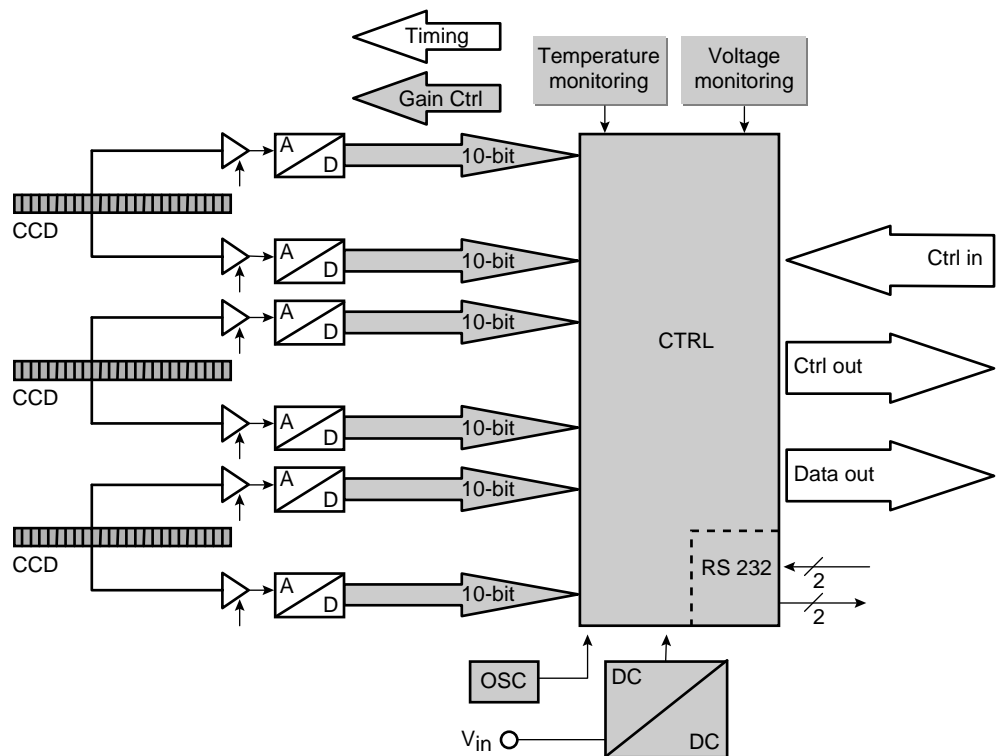 Timing
Temperature
monitoring
Voltage
monitoring
Gain Ctrl
A
D
10-bit
CCD
A
D
10-bit
Ctrl in
A
D
10-bit
CTRL
CCD
Ctrl out
A
D
10-bit
A
D
10-bit
Data out
CCD
RS 232
2
A
D
10-bit
2
OSC
DC
DC
Vin